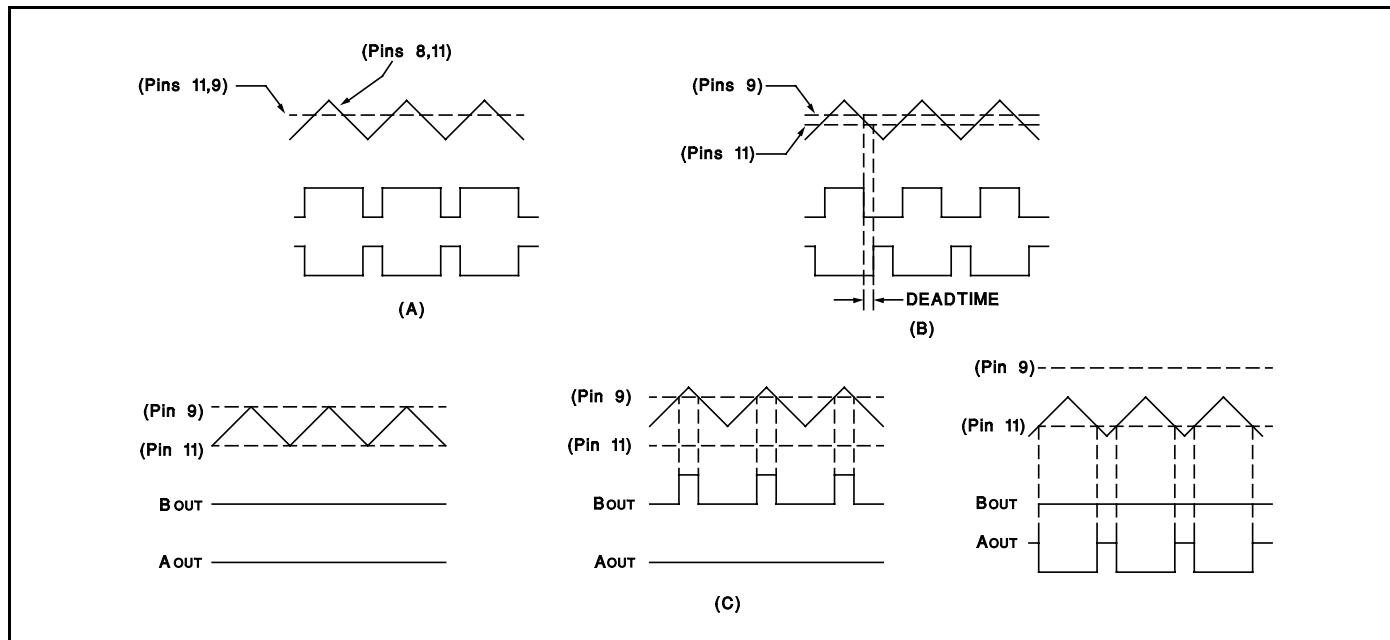 (Pins 8,11)
(Pins 11,9)
(A)
(Pins 9)
(Pins 11)
DEADTIME
(B)
(Pin 9)
(Pin 11)
BOUT
AOUT
(Pin 9)
(Pin 11)
BOUT
AOUT
(Pin 9)
(Pin 11)
BOUT
AOUT
(C)